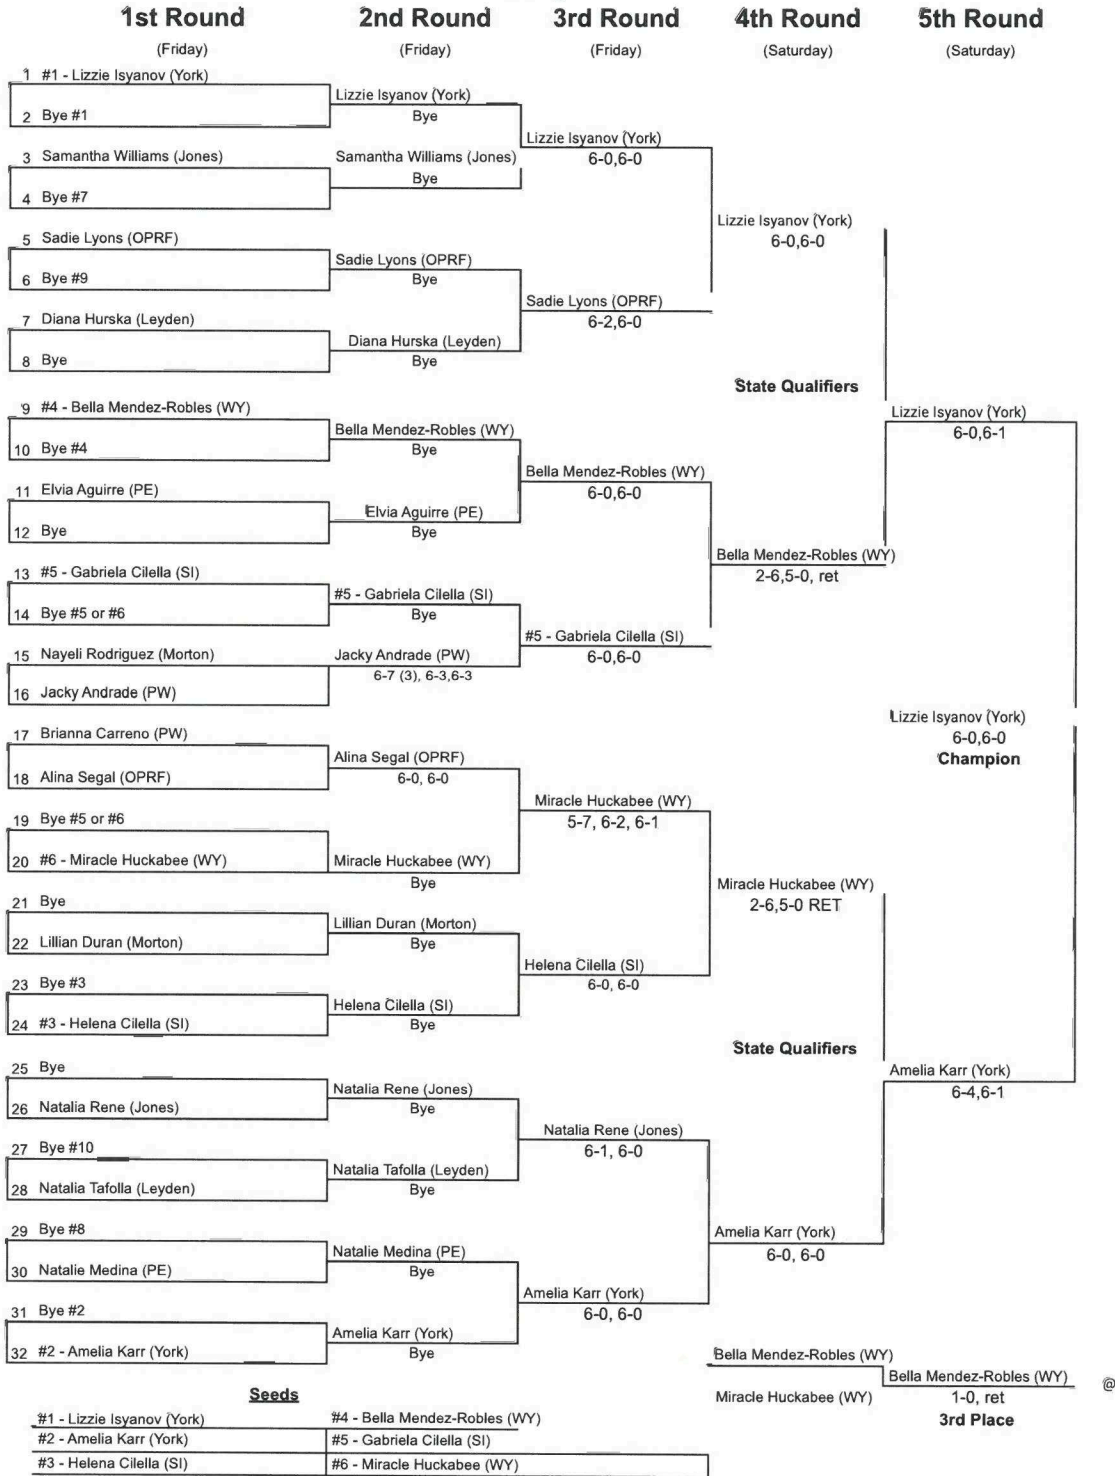 1st Round 2nd Round 3rd Round 4th Round 5th Round
(Friday) (Friday) (Friday) (Saturday) (Saturday)
1 #1 - Lizzie Isyanov (York)
Lizzie Isyanov (York)
2 Bye #1
Bye
Lizzie Isyanov (York)
6-0,6-0
3 Samantha Williams (Jones)
Samantha Williams (Jones)
Bye
4 Bye #7
Lizzie Isyanov (York)
6-0,6-0
5 Sadie Lyons (OPRF)
Sadie Lyons (OPRF)
6 Bye #9
Bye
Sadie Lyons (OPRF)
6-2,6-0
7 Diana Hurska (Leyden)
Diana Hurska (Leyden)
8 Bye
Bye
State Qualifiers
9 #4 - Bella Mendez-Robles (WY)
Lizzie Isyanov (York)
6-0,6-1
Bella Mendez-Robles (WY)
10 Bye #4
Bye
Bella Mendez-Robles (WY)
6-0,6-0
11 Elvia Aguirre (PE)
Elvia Aguirre (PE)
12 Bye
Bye
Bella Mendez-Robles (WY)
2-6,5-0, ret
13 #5 - Gabriela Cilella (SI)
#5 - Gabriela Cilella (SI)
14 Bye #5 or #6
Bye
#5 - Gabriela Cilella (SI)
6-0,6-0
15 Nayeli Rodriguez (Morton)
Jacky Andrade (PW)
6-7 (3), 6-3,6-3
16 Jacky Andrade (PW)
Lizzie Isyanov (York)
6-0,6-0
Champion
17 Brianna Carreno (PW)
Alina Segal (OPRF)
18 Alina Segal (OPRF)
6-0, 6-0
Miracle Huckabee (WY)
5-7, 6-2, 6-1
19 Bye #5 or #6
20 #6 - Miracle Huckabee (WY)
Miracle Huckabee (WY)
Bye
Miracle Huckabee (WY)
2-6,5-0 RET
21 Bye
Lillian Duran (Morton)
22 Lillian Duran (Morton)
Bye
Helena Cilella (SI)
6-0, 6-0
23 Bye #3
Helena Cilella (SI)
24 #3 - Helena Cilella (SI)
Bye
State Qualifiers
25 Bye
Amelia Karr (York)
6-4,6-1
Natalia Rene (Jones)
26 Natalia Rene (Jones)
Bye
Natalia Rene (Jones)
6-1, 6-0
27 Bye #10
Natalia Tafolla (Leyden)
28 Natalia Tafolla (Leyden)
Bye
Amelia Karr (York)
6-0, 6-0
29 Bye #8
Natalie Medina (PE)
30 Natalie Medina (PE)
Bye
Amelia Karr (York)
6-0, 6-0
31 Bye #2
Amelia Karr (York)
32 #2 - Amelia Karr (York)
Bye
Bella Mendez-Robles (WY)
Bella Mendez-Robles (WY) @
Miracle Huckabee (WY) 1-0, ret
3rd Place
Seeds
#1 - Lizzie Isyanov (York) #4 - Bella Mendez-Robles (WY)
#2 - Amelia Karr (York) #5 - Gabriela Cilella (SI)
#3 - Helena Cilella (SI) #6 - Miracle Huckabee (WY)